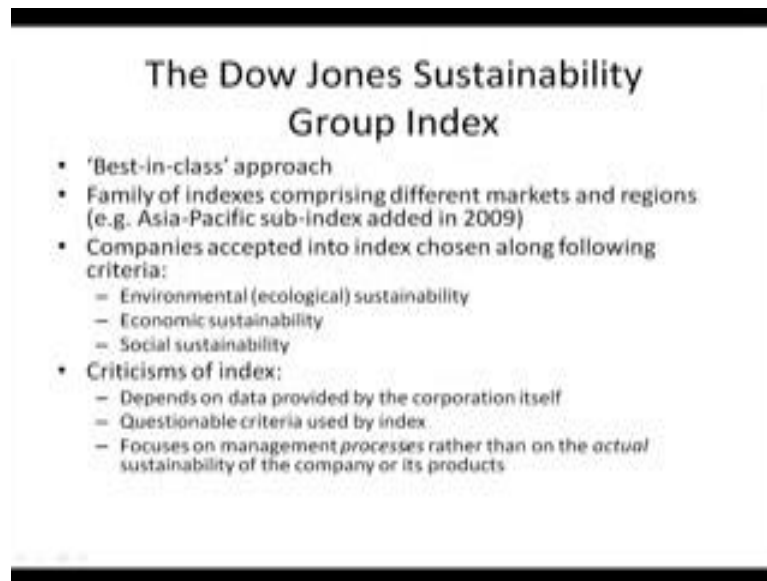 The Dow Jones Sustainability
Group Index
• 'Best-in-class' approach
• Family of indexes comprising different markets and regions
(e.g. Asia-Pacific sub-index added in 2009)
• Companies accepted into index chosen along following
criteria:
– Environmental (ecological) sustainability
– Economic sustainability
– Social sustainability
• Criticisms of index:
– Depends on data provided by the corporation itself
– Questionable criteria used by index
– Focuses on management processes rather than on the actual
sustainability of the company or its products